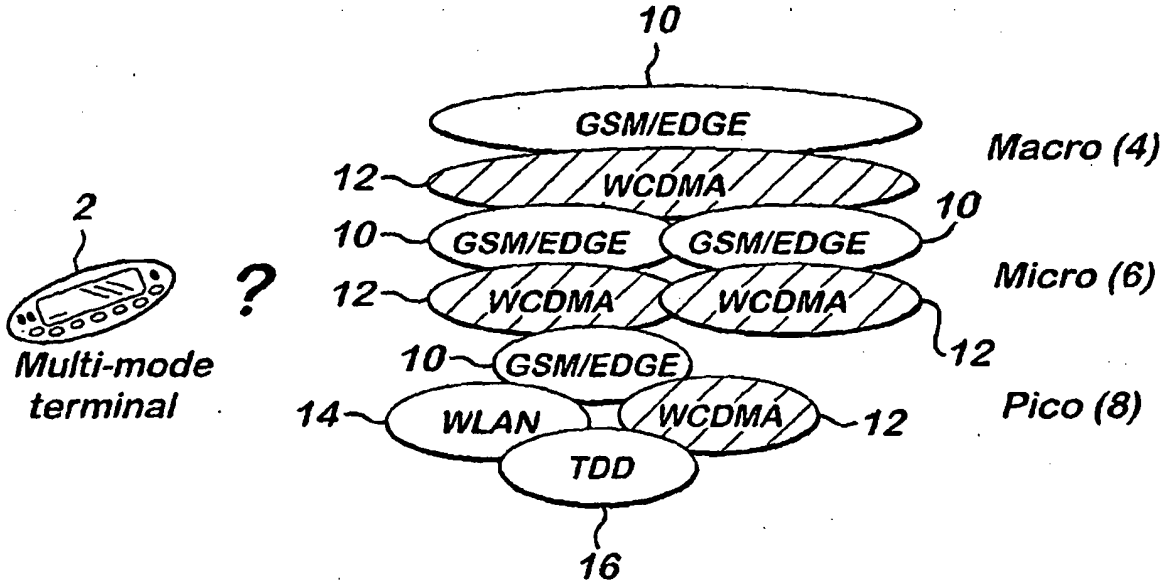 10
GSM/EDGE
Macro (4)
12
WCDMA
2
10
GSM/EDGE
GSM/EDGE
10
?
12
WCDMA
WCDMA
Micro (6)
12
Multi-mode
terminal
10
GSM/EDGE
14
WLAN
WCDMA
12
Pico (8)
TDD
16